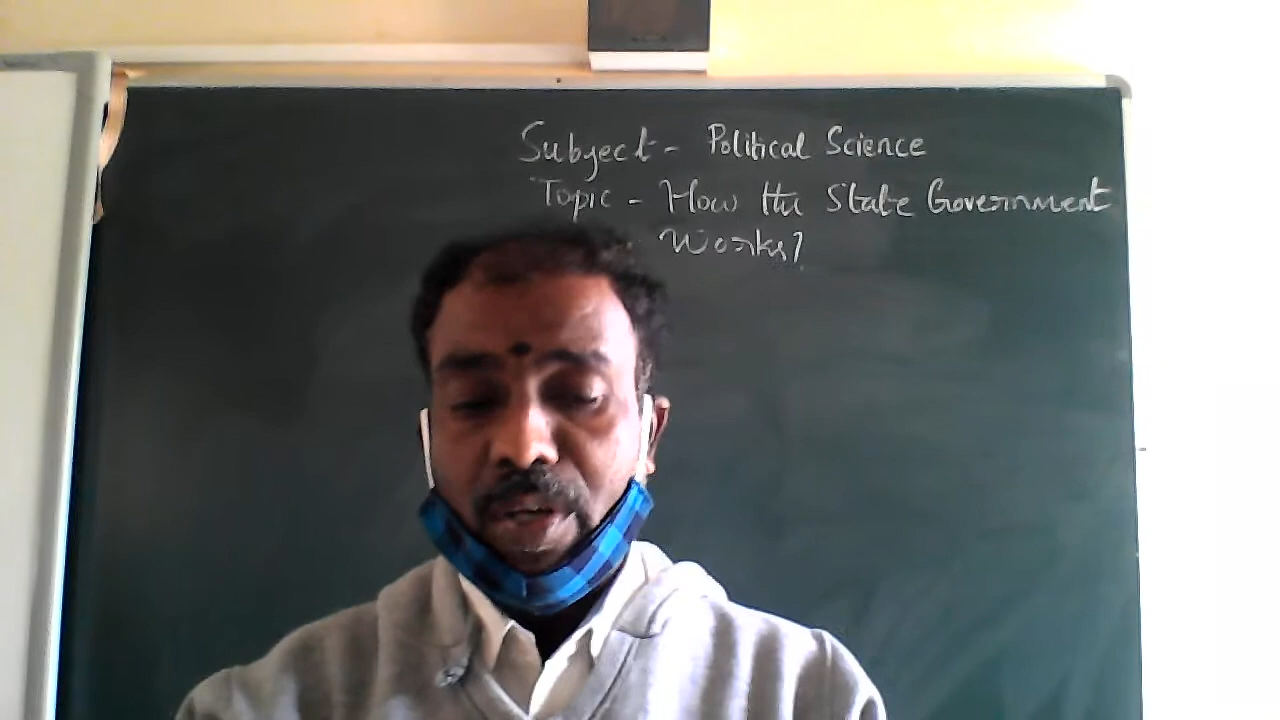 Subject - Political Science
Topic - How the State Government
Works?